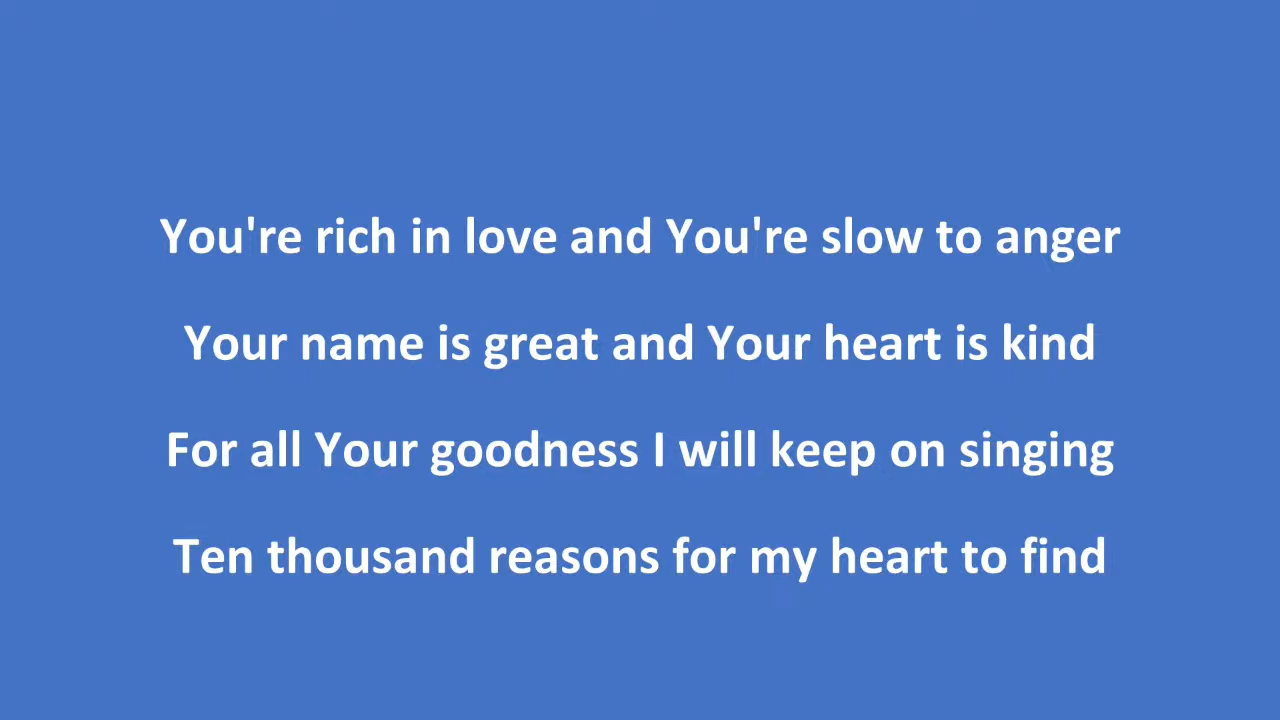 You're rich in love and You're slow to anger
Your name is great and Your heart is kind
For all Your goodness I will keep on singing
Ten thousand reasons for my heart to find